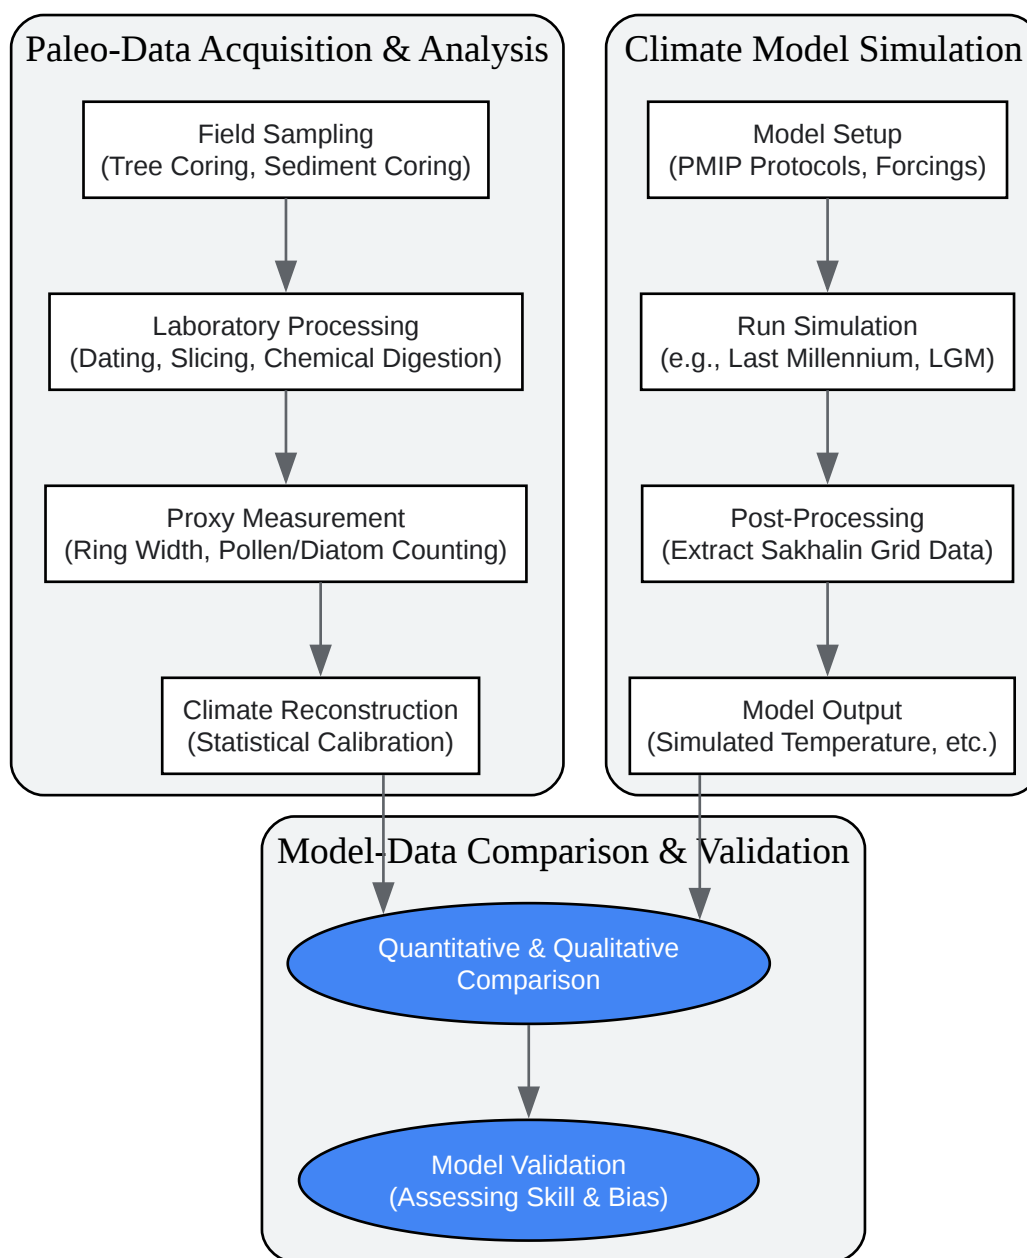 Paleo-Data Acquisition & Analysis
Field Sampling
(Tree Coring, Sediment Coring)
Laboratory Processing
(Dating, Slicing, Chemical Digestion)
Proxy Measurement
(Ring Width, Pollen/Diatom Counting)
Climate Reconstruction
(Statistical Calibration)
Climate Model Simulation
Model Setup
(PMIP Protocols, Forcings)
Run Simulation
(e.g., Last Millennium, LGM)
Post-Processing
(Extract Sakhalin Grid Data)
Model Output
(Simulated Temperature, etc.)
Model-Data Comparison & Validation
Quantitative & Qualitative
Comparison
Model Validation
(Assessing Skill & Bias)